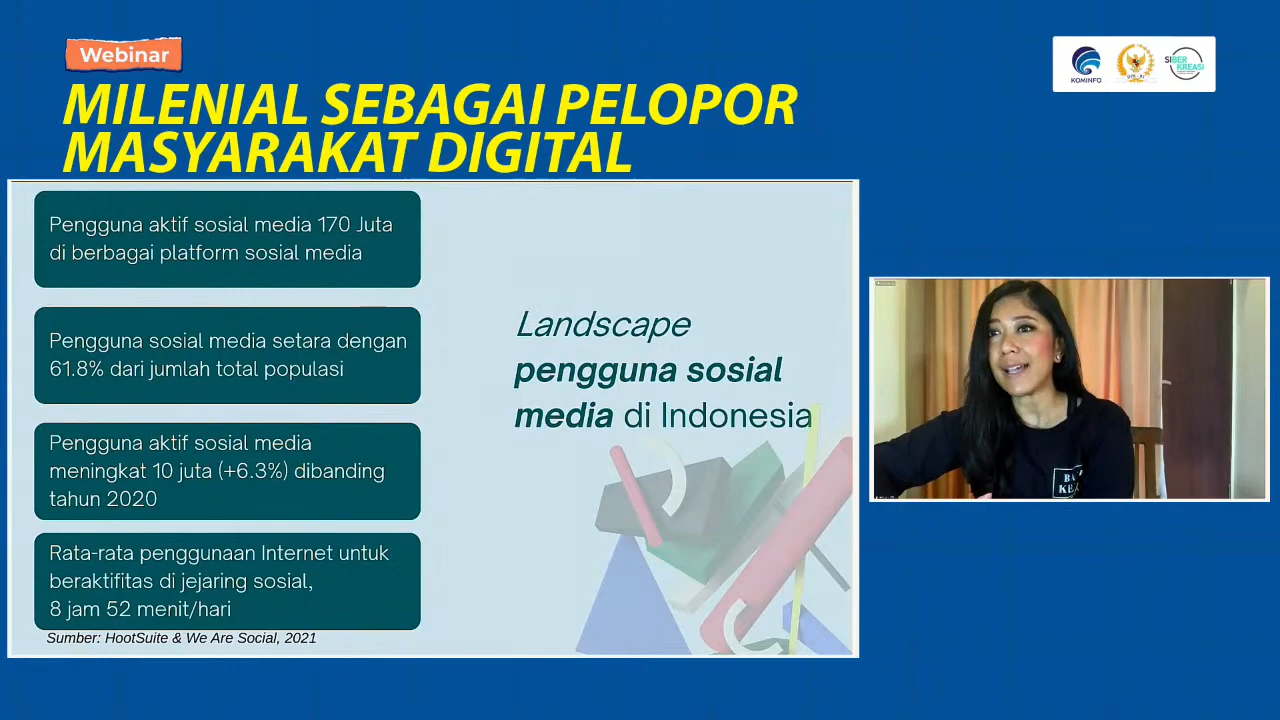 Webinar
MILENIAL SEBAGAI PELOPOR
MASYARAKAT DIGITAL
KOMINFO
DPR-RI
SIBER
KREASI
Pengguna aktif sosial media 170 Juta
di berbagai platform sosial media
Pengguna sosial media setara dengan
61.8% dari jumlah total populasi
Pengguna aktif sosial media
meningkat 10 juta (+6.3%) dibanding
tahun 2020
Rata-rata penggunaan Internet untuk
beraktifitas di jejaring sosial,
8 jam 52 menit/hari
Sumber: HootSuite & We Are Social, 2021
Landscape
pengguna sosial
media di Indonesia